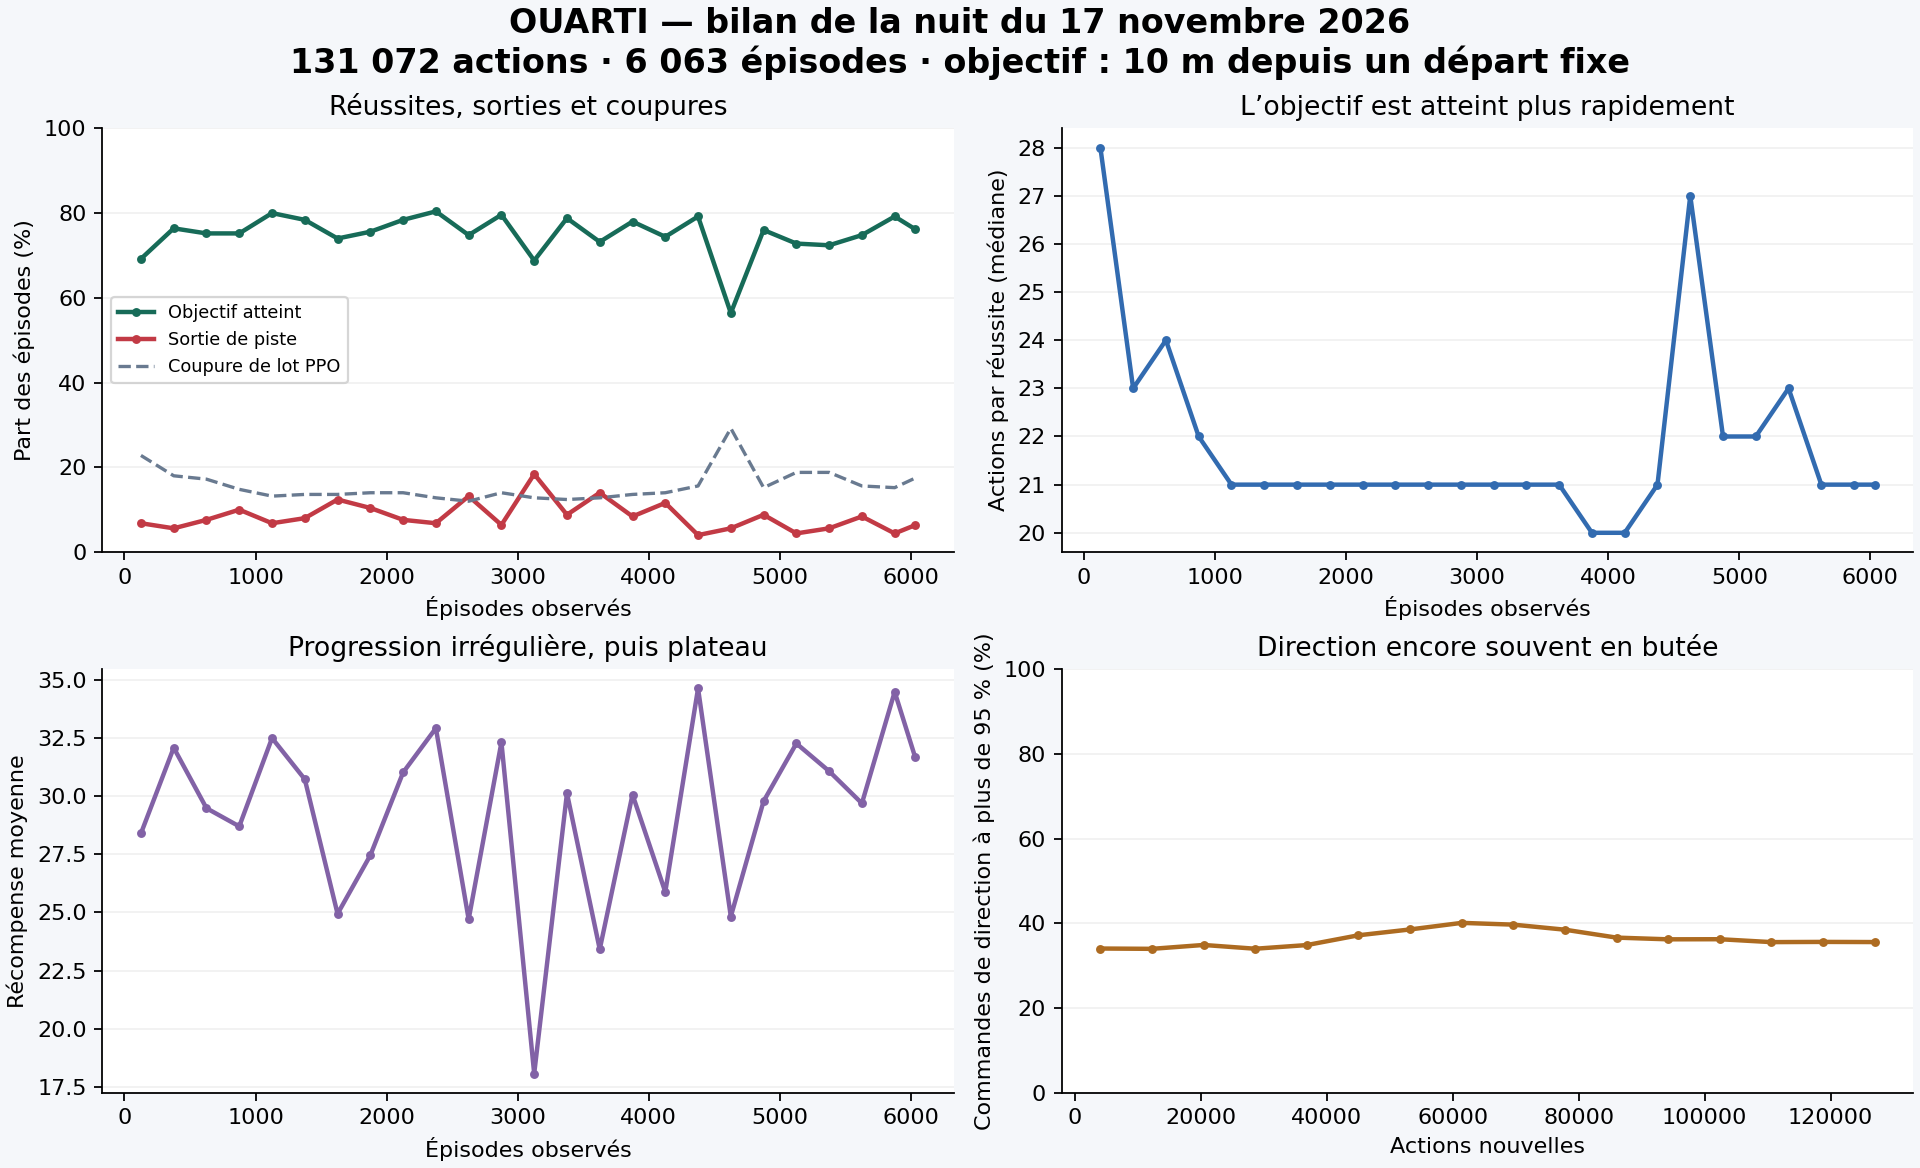 OUARTI — bilan de la nuit du 17 novembre 2026
131 072 actions · 6 063 épisodes · objectif : 10 m depuis un départ fixe
Réussites, sorties et coupures
Part des épisodes (%)
100
80
60
40
20
0
Objectif atteint
Sortie de piste
Coupure de lot PPO
0 1000 2000 3000 4000 5000 6000
Épisodes observés
L’objectif est atteint plus rapidement
Actions par réussite (médiane)
28
27
26
25
24
23
22
21
20
0 1000 2000 3000 4000 5000 6000
Épisodes observés
Progression irrégulière, puis plateau
Récompense moyenne
35.0
32.5
30.0
27.5
25.0
22.5
20.0
17.5
0 1000 2000 3000 4000 5000 6000
Épisodes observés
Direction encore souvent en butée
Commandes de direction à plus de 95 % (%)
100
80
60
40
20
0
0 20000 40000 60000 80000 100000 120000
Actions nouvelles